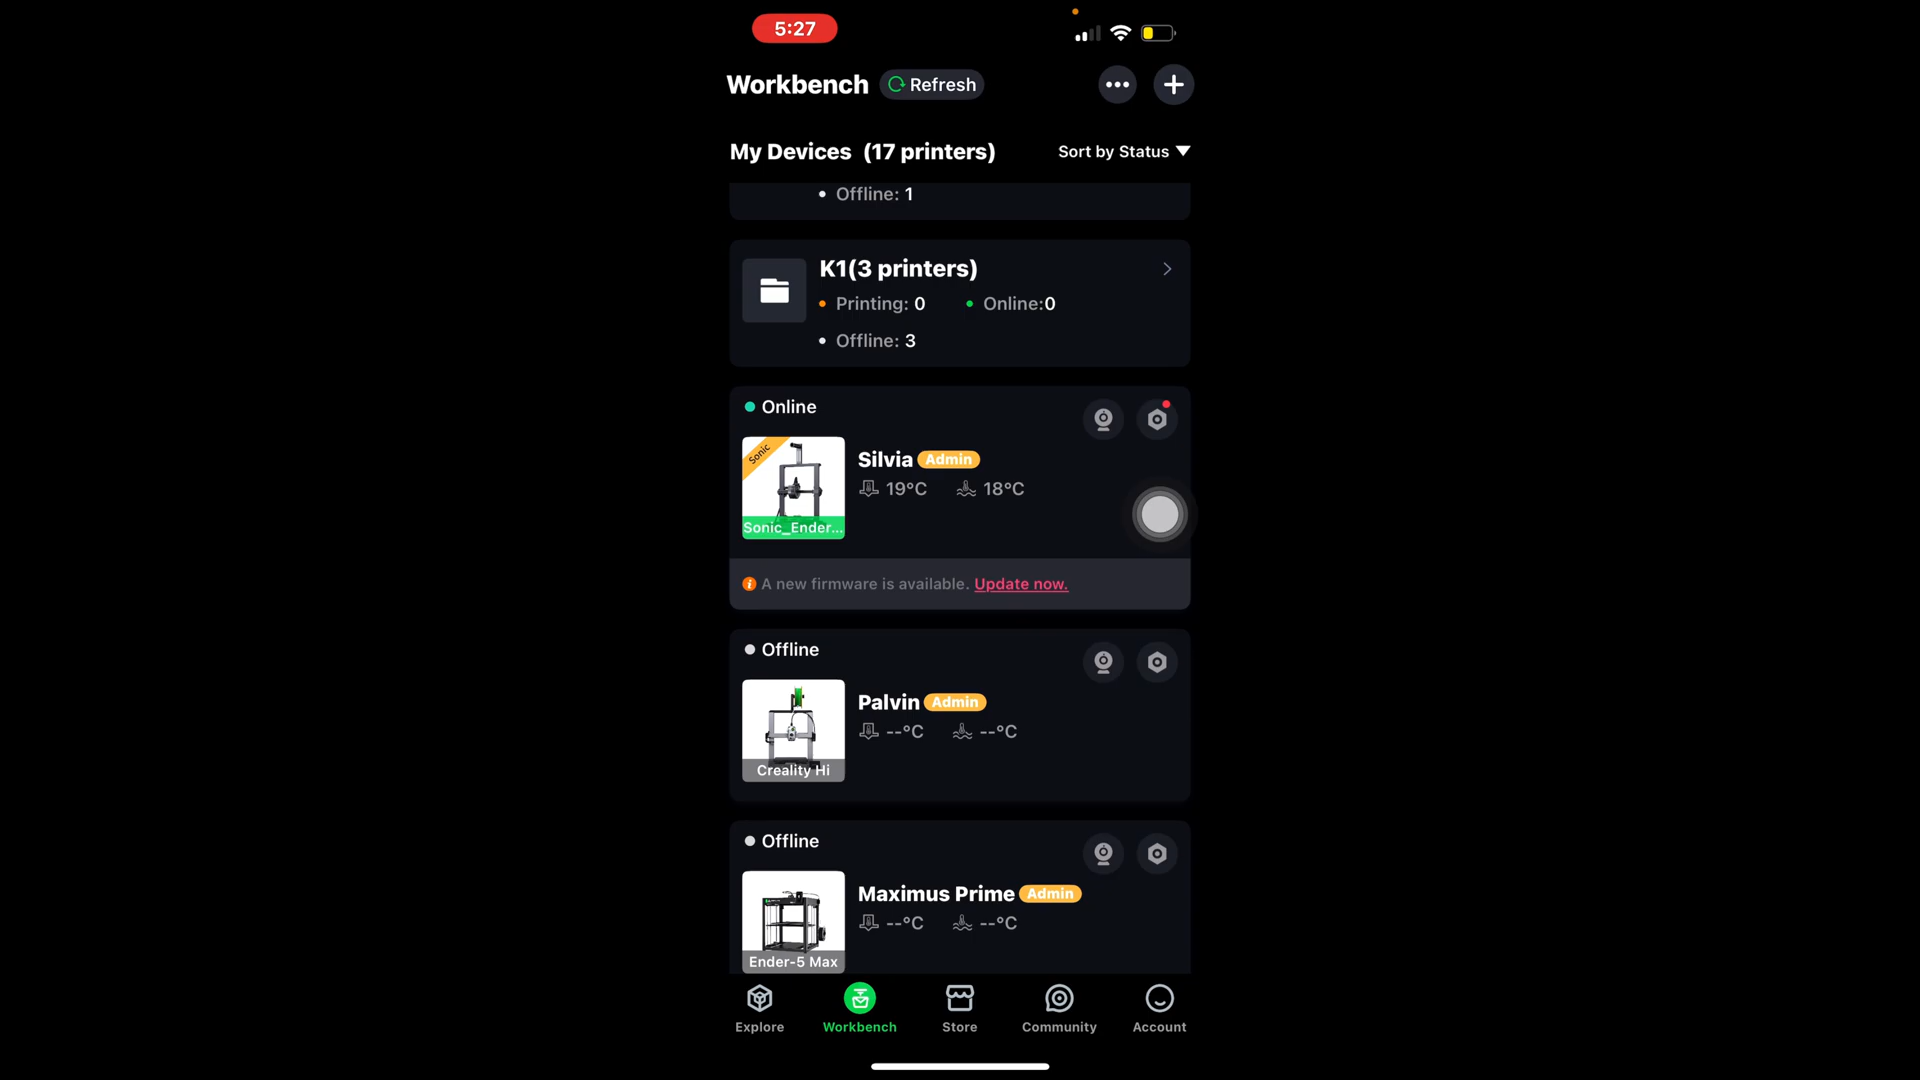 5:27
Workbench Refresh
My Devices (17 printers) Sort by Status
Offline: 1
K1(3 printers)
Printing: 0 Online:0
Offline: 3
Online
Sonic
Silvia Admin
19°C 18°C
Sonic_Ender...
A new firmware is available. Update now.
Offline
Palvin Admin
--°C --°C
Creality Hi
Offline
Maximus Prime Admin
--°C --°C
Ender-5 Max
Explore Workbench Store Community Account